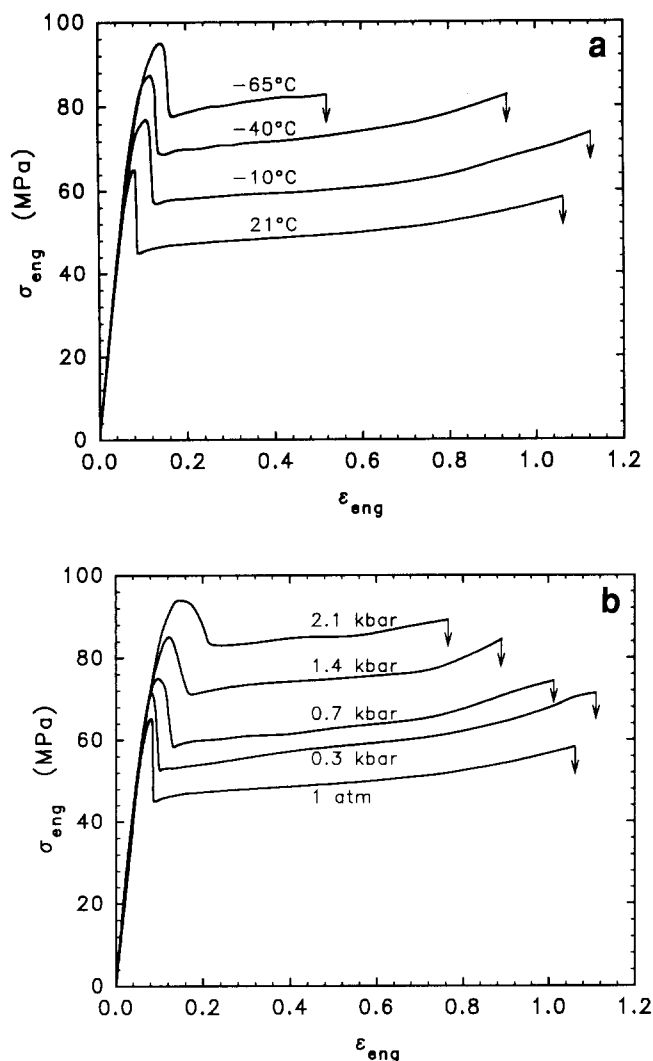 a
100
80
60
40
20
0
σeng (MPa)
-65°C
-40°C
-10°C
21°C
0.0 0.2 0.4 0.6 0.8 1.0 1.2
εeng
b
100
80
60
40
20
0
σeng (MPa)
2.1 kbar
1.4 kbar
0.7 kbar
0.3 kbar
1 atm
0.0 0.2 0.4 0.6 0.8 1.0 1.2
εeng